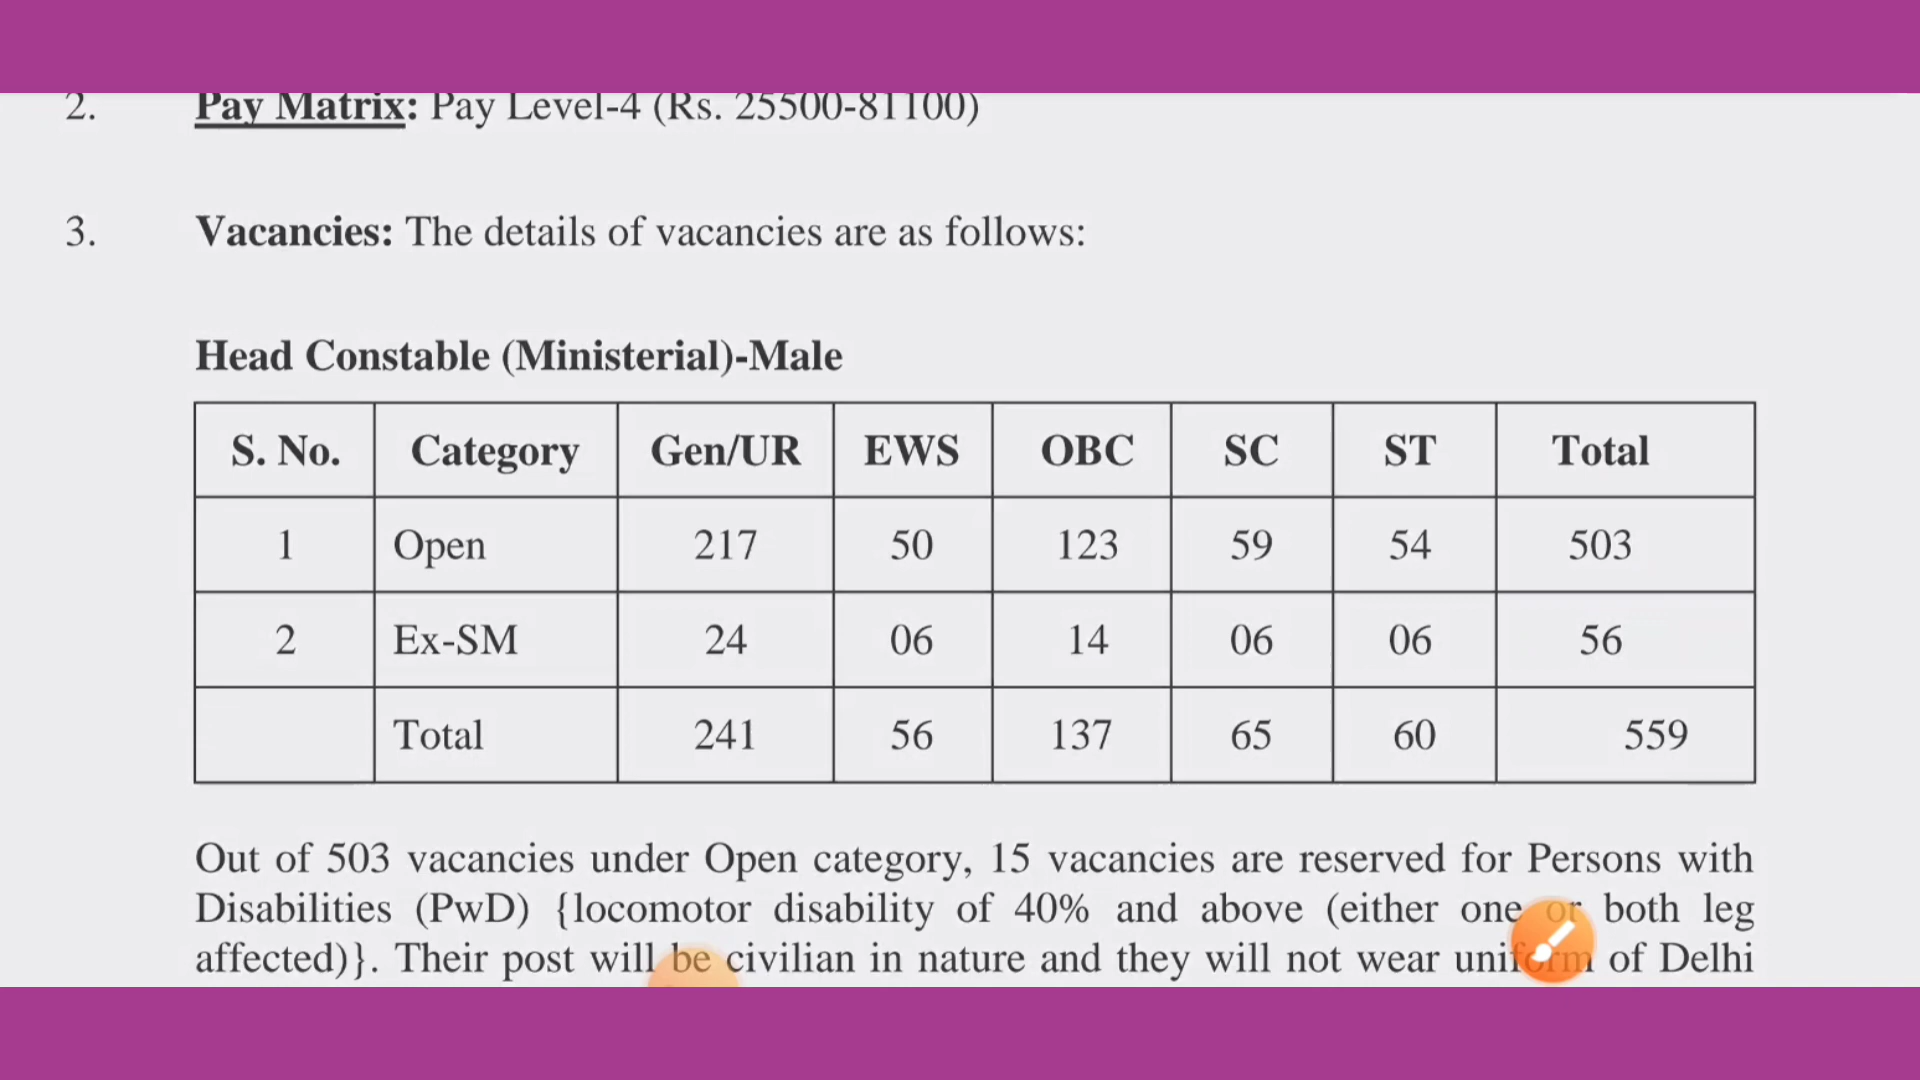 2. Pay Matrix: Pay Level-4 (Rs. 25500-81100)
3. Vacancies: The details of vacancies are as follows:
Head Constable (Ministerial)-Male
S. No. Category Gen/UR EWS OBC SC ST Total
1 Open 217 50 123 59 54 503
2 Ex-SM 24 06 14 06 06 56
Total 241 56 137 65 60 559
Out of 503 vacancies under Open category, 15 vacancies are reserved for Persons with
Disabilities (PwD) {locomotor disability of 40% and above (either one or both leg
affected)}. Their post will be civilian in nature and they will not wear uniform of Delhi